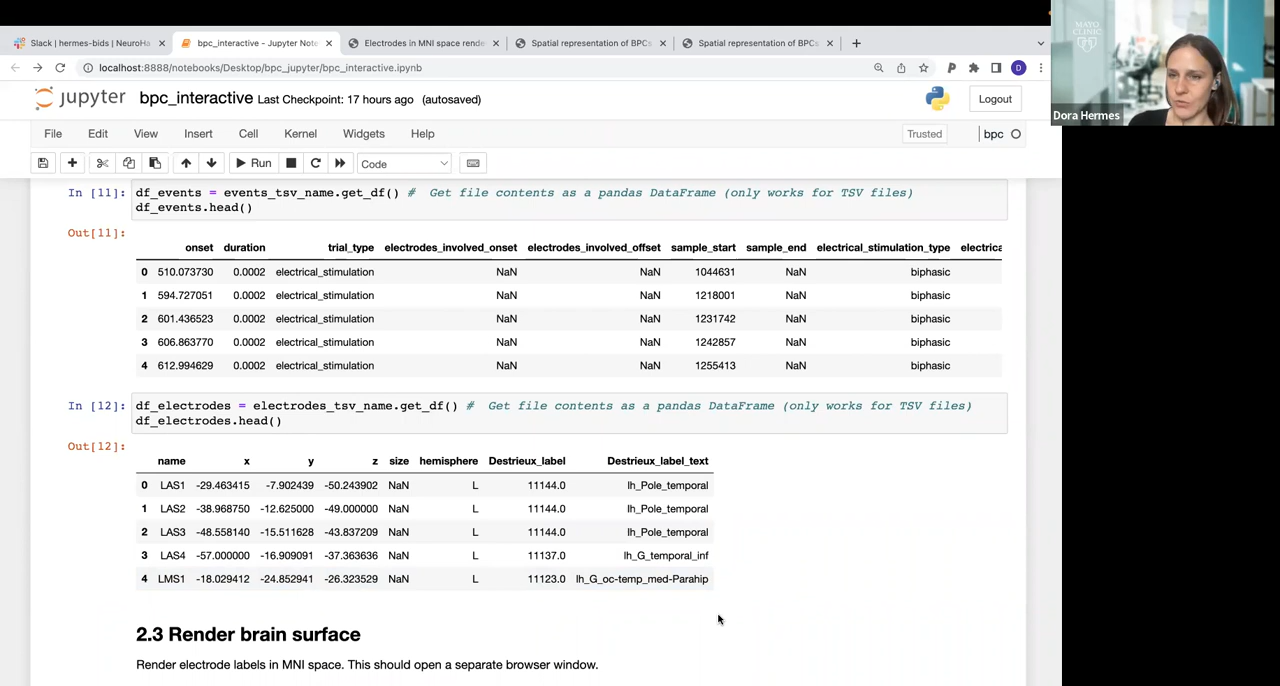 Slack | hermes-bids | NeuroHa
bpc_interactive - Jupyter Note
Electrodes in MNI space rende
Spatial representation of BPCs
Spatial representation of BPCs
localhost:8888/notebooks/Desktop/bpc_jupyter/bpc_interactive.ipynb
MAYO
CLINIC
Dora Hermes
jupyter bpc_interactive Last Checkpoint: 17 hours ago (autosaved)
Logout
File Edit View Insert Cell Kernel Widgets Help
Trusted
bpc
Run
Code
In [11]: df_events = events_tsv_name.get_df() # Get file contents as a pandas DataFrame (only works for TSV files)
df_events.head()
Out[11]:
onset duration trial_type electrodes_involved_onset electrodes_involved_offset sample_start sample_end electrical_stimulation_type electrica
0 510.073730 0.0002 electrical_stimulation NaN NaN 1044631 NaN biphasic
1 594.727051 0.0002 electrical_stimulation NaN NaN 1218001 NaN biphasic
2 601.436523 0.0002 electrical_stimulation NaN NaN 1231742 NaN biphasic
3 606.863770 0.0002 electrical_stimulation NaN NaN 1242857 NaN biphasic
4 612.994629 0.0002 electrical_stimulation NaN NaN 1255413 NaN biphasic
In [12]: df_electrodes = electrodes_tsv_name.get_df() # Get file contents as a pandas DataFrame (only works for TSV files)
df_electrodes.head()
Out[12]:
name x y z size hemisphere Destrieux_label Destrieux_label_text
0 LAS1 -29.463415 -7.902439 -50.243902 NaN L 11144.0 lh_Pole_temporal
1 LAS2 -38.968750 -12.625000 -49.000000 NaN L 11144.0 lh_Pole_temporal
2 LAS3 -48.558140 -15.511628 -43.837209 NaN L 11144.0 lh_Pole_temporal
3 LAS4 -57.000000 -16.909091 -37.363636 NaN L 11137.0 lh_G_temporal_inf
4 LMS1 -18.029412 -24.852941 -26.323529 NaN L 11123.0 lh_G_oc-temp_med-Parahip
2.3 Render brain surface
Render electrode labels in MNI space. This should open a separate browser window.